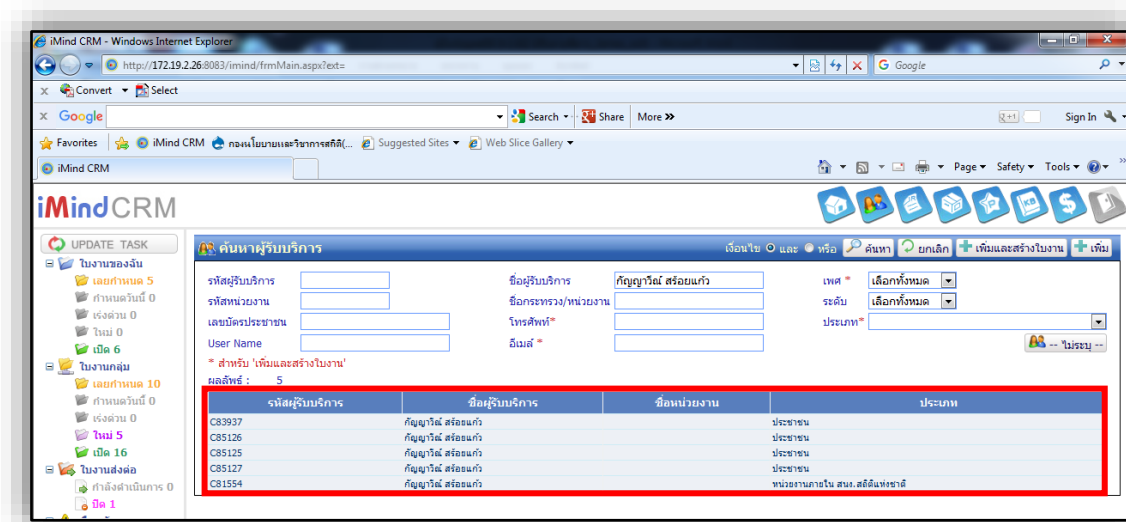 iMind CRM - Windows Internet Explorer
http://172.19.2.26:8083/imind/frmMain.aspx?ext=
Google
x Convert Select
x Google Search Share More >> Sign In
Favorites iMind CRM กองนโยบายและวิชาการสถิติ(... Suggested Sites Web Slice Gallery
iMind CRM Page Safety Tools
iMindCRM
UPDATE TASK
ใบงานของฉัน
เลยกำหนด 5
กำหนดวันนี้ 0
เร่งด่วน 0
ใหม่ 0
เปิด 6
ใบงานกลุ่ม
เลยกำหนด 10
กำหนดวันนี้ 0
เร่งด่วน 0
ใหม่ 5
เปิด 16
ใบงานส่งต่อ
กำลังดำเนินการ 0
ปิด 1
ค้นหาผู้รับบริการ เงื่อนไข และ หรือ ค้นหา ยกเลิก เพิ่มและสร้างใบงาน เพิ่ม
รหัสผู้รับบริการ ชื่อผู้รับบริการ กัญญาวีณ์ สร้อยแก้ว เพศ * เลือกทั้งหมด
รหัสหน่วยงาน ชื่อกระทรวง/หน่วยงาน ระดับ เลือกทั้งหมด
เลขบัตรประชาชน โทรศัพท์* ประเภท*
User Name อีเมล์ * -- ไม่ระบุ --
* สำหรับ 'เพิ่มและสร้างใบงาน'
ผลลัพธ์ : 5
รหัสผู้รับบริการ ชื่อผู้รับบริการ ชื่อหน่วยงาน ประเภท
C83937 กัญญาวีณ์ สร้อยแก้ว ประชาชน
C85126 กัญญาวีณ์ สร้อยแก้ว ประชาชน
C85125 กัญญาวีณ์ สร้อยแก้ว ประชาชน
C85127 กัญญาวีณ์ สร้อยแก้ว ประชาชน
C81554 กัญญาวีณ์ สร้อยแก้ว หน่วยงานภายใน สนง.สถิติแห่งชาติ